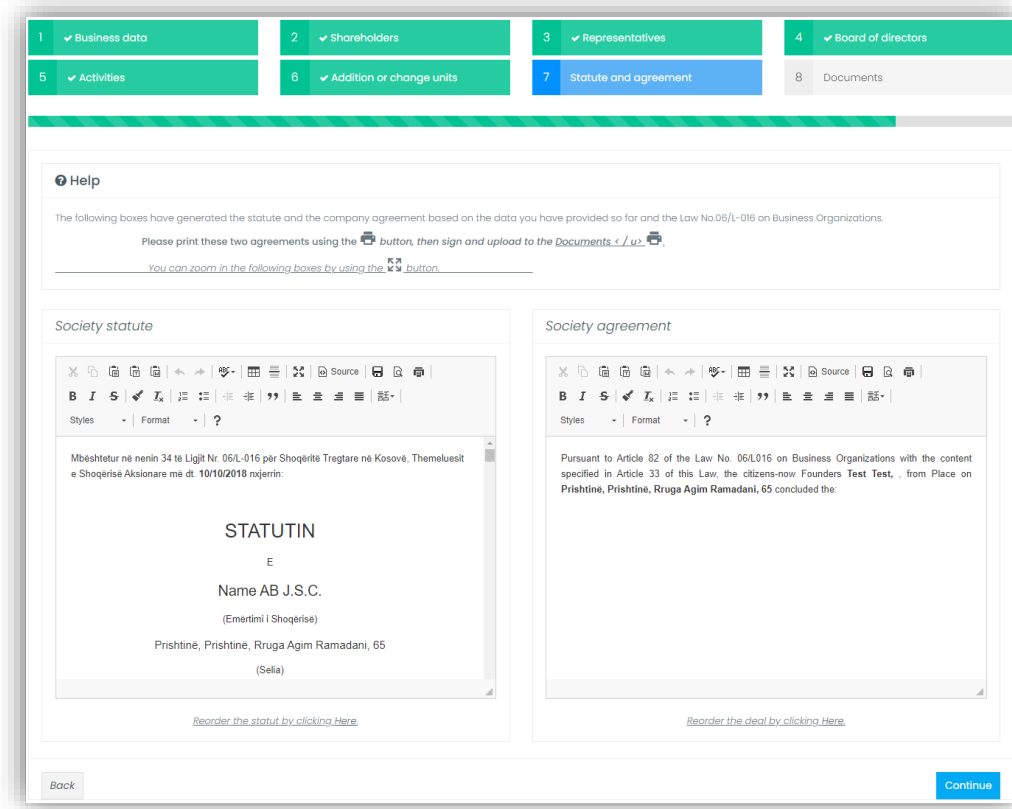 1 ✔ Business data
2 ✔ Shareholders
3 ✔ Representatives
4 ✔ Board of directors
5 ✔ Activities
6 ✔ Addition or change units
7 Statute and agreement
8 Documents
Help
The following boxes have generated the statute and the company agreement based on the data you have provided so far and the Law No.06/L-016 on Business Organizations.
Please print these two agreements using the button, then sign and upload to the Documents < / u> .
You can zoom in the following boxes by using the button.
Society statute
Source
B I S Ix
Styles Format ?
Mbështetur në nenin 34 të Ligjit Nr. 06/L-016 për Shoqëritë Tregtare në Kosovë, Themeluesit
e Shoqërisë Aksionare më dt. 10/10/2018 nxjerrin:
STATUTIN
E
Name AB J.S.C.
(Emërtimi i Shoqërisë)
Prishtinë, Prishtinë, Rruga Agim Ramadani, 65
(Selia)
Reorder the statut by clicking Here.
Society agreement
Source
B I S Ix
Styles Format ?
Pursuant to Article 82 of the Law No. 06/L016 on Business Organizations with the content
specified in Article 33 of this Law, the citizens-now Founders Test Test, , from Place on
Prishtinë, Prishtinë, Rruga Agim Ramadani, 65 concluded the:
Reorder the deal by clicking Here.
Back
Continue